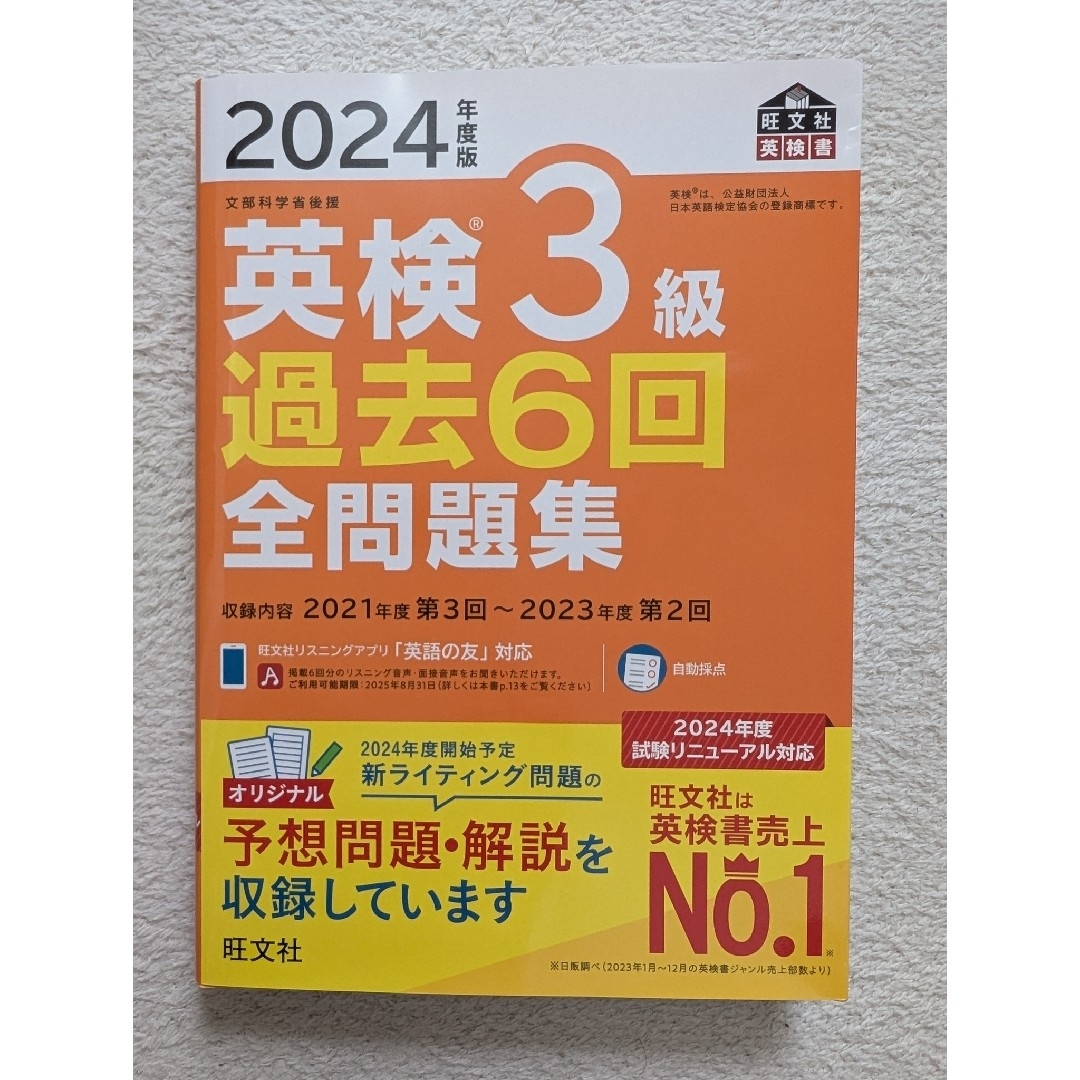 2024年度版
旺文社
英検書
文部科学省後援
英検®は、公益財団法人
日本英語検定協会の登録商標です。
英検®3級
過去6回
全問題集
収録内容 2021年度 第3回～2023年度 第2回
旺文社リスニングアプリ「英語の友」対応
掲載6回分のリスニング音声・面接音声をお聞きいただけます。
ご利用可能期限：2025年8月31日（詳しくは本書p.13をご覧ください）
自動採点
2024年度
試験リニューアル対応
2024年度開始予定
新ライティング問題の
オリジナル
予想問題・解説を
収録しています
旺文社は
英検書売上
No.1※
旺文社
※日販調べ（2023年1月～12月の英検書ジャンル売上部数より）